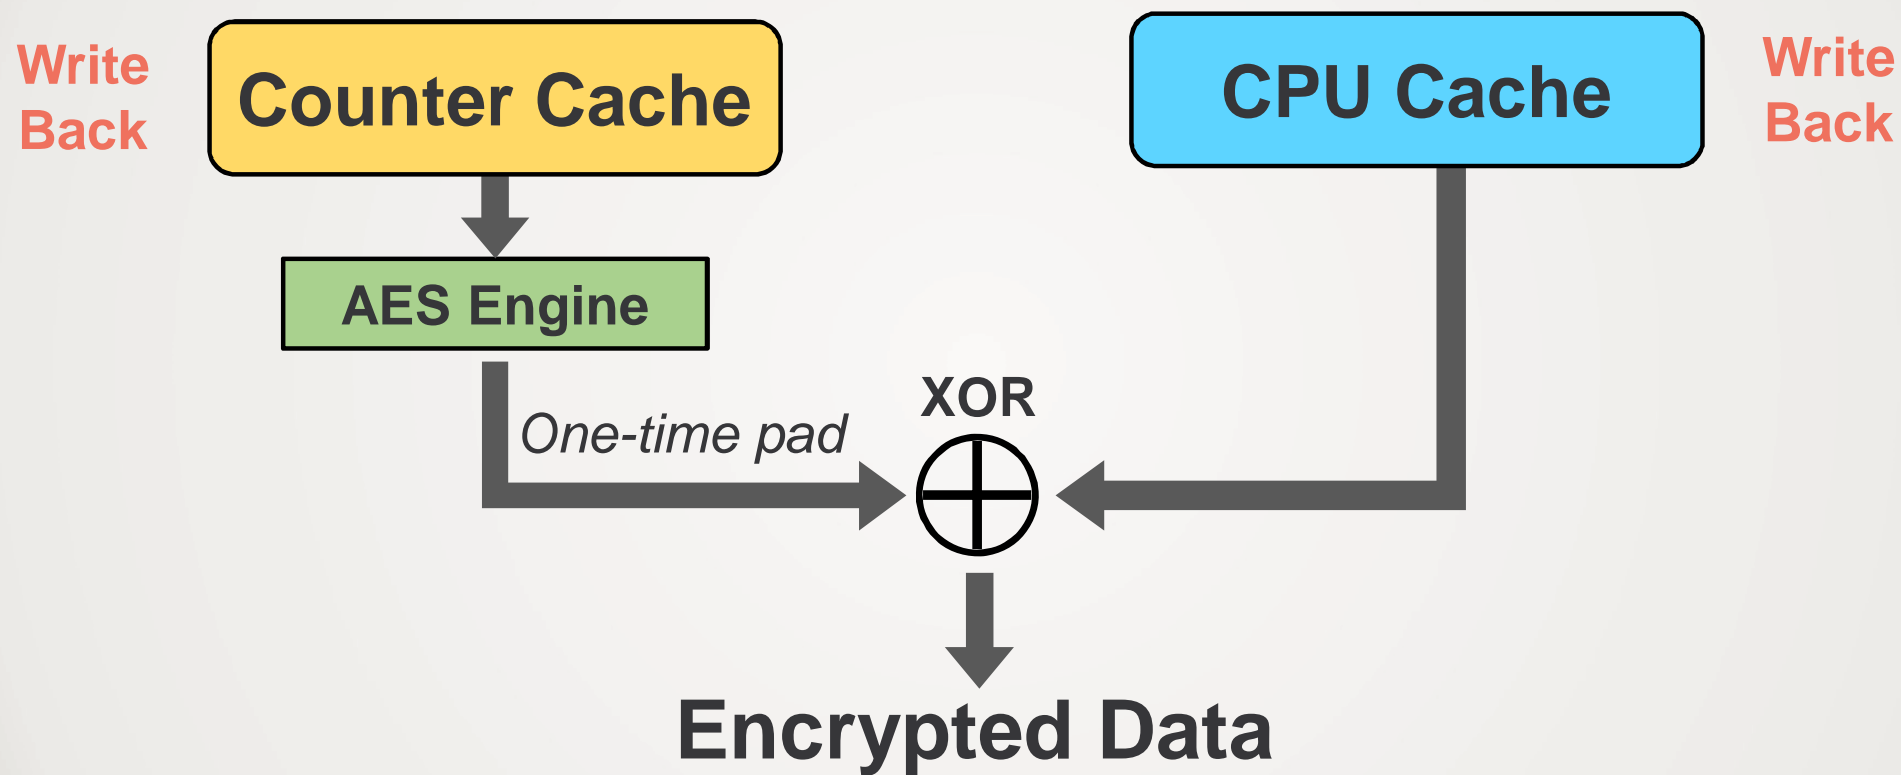 Write
Back
Counter Cache
CPU Cache
Write
Back
AES Engine
One-time pad
XOR
Encrypted Data